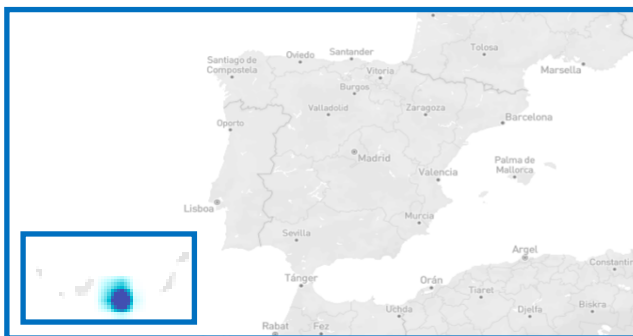 Tolosa
Marsella
Santiago de
Compostela
Oviedo
Santander
Vitoria
Burgos
Valladolid
Zaragoza
Barcelona
Oporto
Madrid
Palma de
Mallorca
Valencia
Lisboa
Murcia
Sevilla
Argel
Constantin
Tánger
Orán
Tiaret
Biskra
Uchda
Djelfa
Rabat
Fez